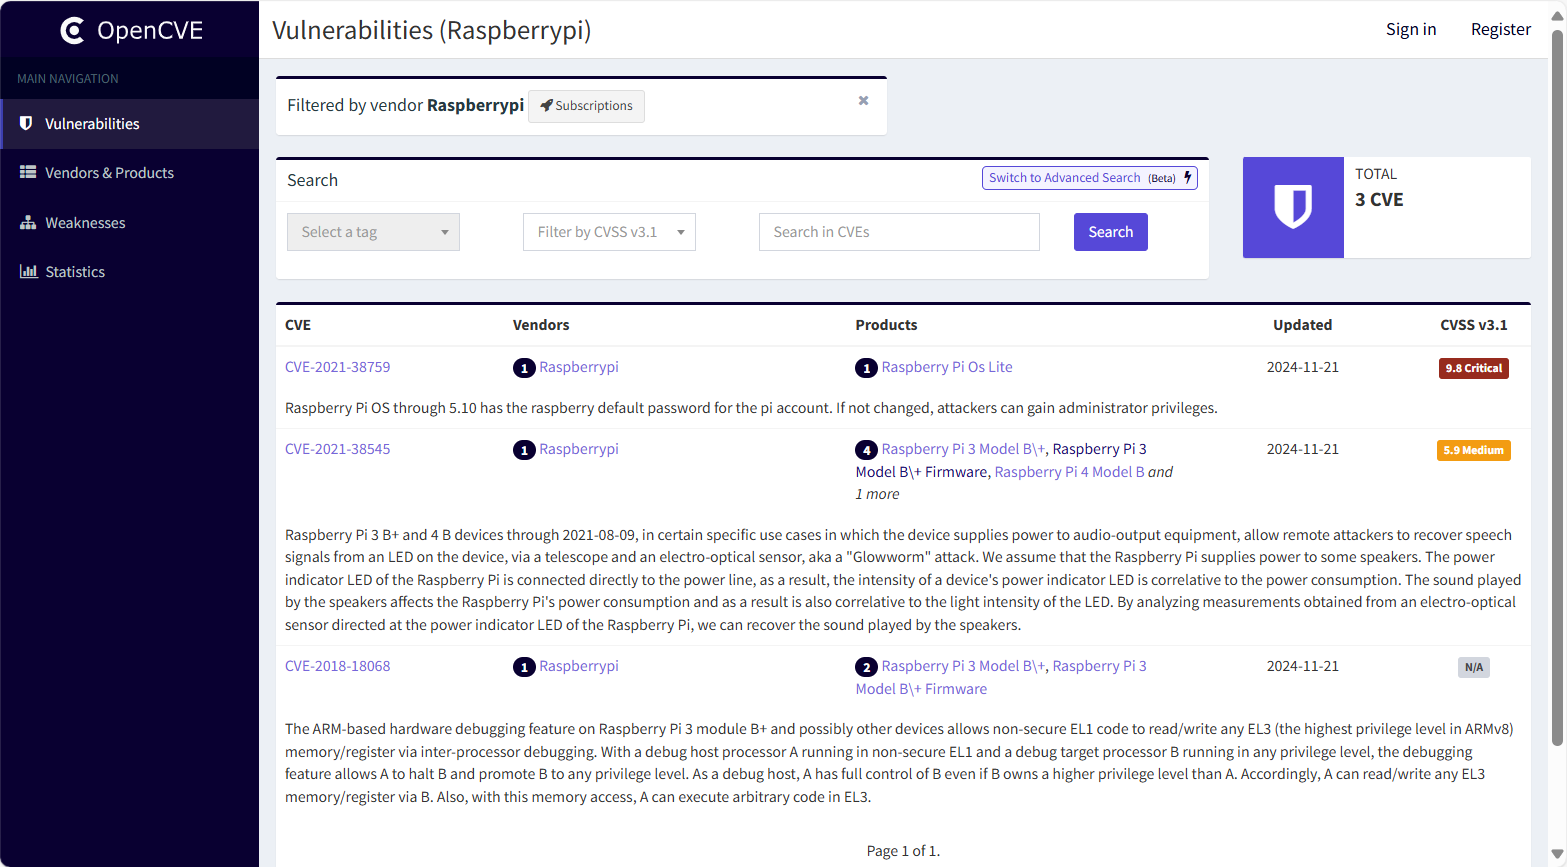 OpenCVE
Vulnerabilities (Raspberrypi)
Sign in
Register
MAIN NAVIGATION
Vulnerabilities
Vendors & Products
Weaknesses
Statistics
Filtered by vendor Raspberrypi Subscriptions ×
Search
Switch to Advanced Search (Beta)
TOTAL
3 CVE
Select a tag
Filter by CVSS v3.1
Search in CVEs
Search
CVE Vendors Products Updated CVSS v3.1
CVE-2021-38759 1 Raspberrypi 1 Raspberry Pi Os Lite 2024-11-21 9.8 Critical
Raspberry Pi OS through 5.10 has the raspberry default password for the pi account. If not changed, attackers can gain administrator privileges.
CVE-2021-38545 1 Raspberrypi 4 Raspberry Pi 3 Model B\+, Raspberry Pi 3 2024-11-21 5.9 Medium
Model B\+ Firmware, Raspberry Pi 4 Model B and
1 more
Raspberry Pi 3 B+ and 4 B devices through 2021-08-09, in certain specific use cases in which the device supplies power to audio-output equipment, allow remote attackers to recover speech
signals from an LED on the device, via a telescope and an electro-optical sensor, aka a "Glowworm" attack. We assume that the Raspberry Pi supplies power to some speakers. The power
indicator LED of the Raspberry Pi is connected directly to the power line, as a result, the intensity of a device's power indicator LED is correlative to the power consumption. The sound played
by the speakers affects the Raspberry Pi's power consumption and as a result is also correlative to the light intensity of the LED. By analyzing measurements obtained from an electro-optical
sensor directed at the power indicator LED of the Raspberry Pi, we can recover the sound played by the speakers.
CVE-2018-18068 1 Raspberrypi 2 Raspberry Pi 3 Model B\+, Raspberry Pi 3 2024-11-21 N/A
Model B\+ Firmware
The ARM-based hardware debugging feature on Raspberry Pi 3 module B+ and possibly other devices allows non-secure EL1 code to read/write any EL3 (the highest privilege level in ARMv8)
memory/register via inter-processor debugging. With a debug host processor A running in non-secure EL1 and a debug target processor B running in any privilege level, the debugging
feature allows A to halt B and promote B to any privilege level. As a debug host, A has full control of B even if B owns a higher privilege level than A. Accordingly, A can read/write any EL3
memory/register via B. Also, with this memory access, A can execute arbitrary code in EL3.
Page 1 of 1.